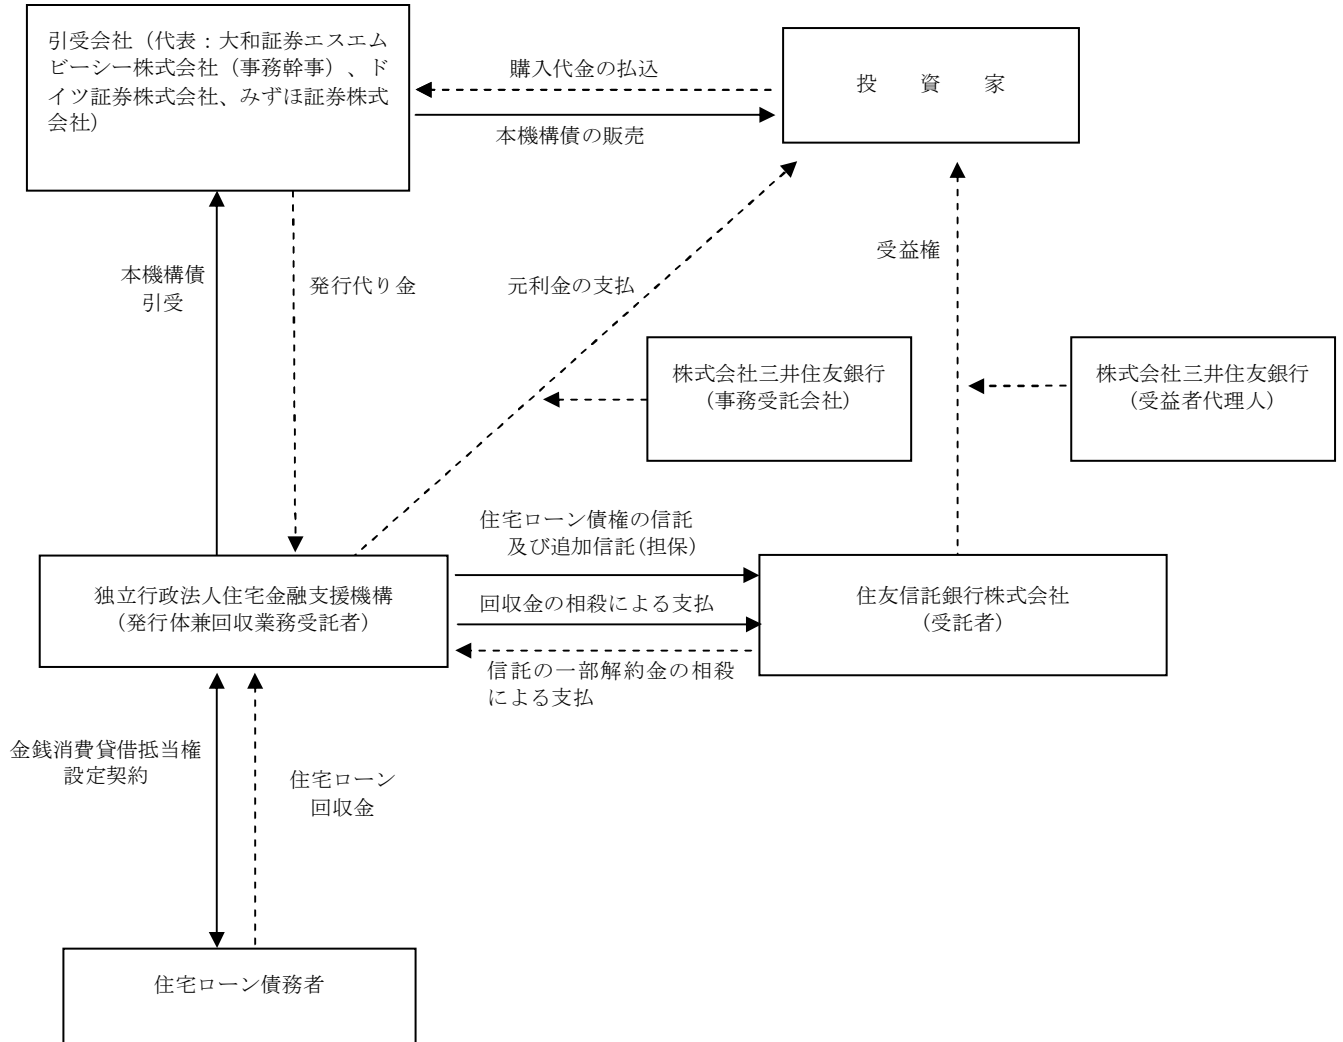 引受会社（代表：大和証券エスエム
ビーシー株式会社（事務幹事）、ド
イツ証券株式会社、みずほ証券株式
会社）
購入代金の払込
投　資　家
本機構債の販売
本機構債
引受
発行代り金
元利金の支払
受益権
株式会社三井住友銀行
（事務受託会社）
株式会社三井住友銀行
（受益者代理人）
住宅ローン債権の信託
及び追加信託（担保）
独立行政法人住宅金融支援機構
（発行体兼回収業務受託者）
回収金の相殺による支払
住友信託銀行株式会社
（受託者）
信託の一部解約金の相殺
による支払
金銭消費貸借抵当権
設定契約
住宅ローン
回収金
住宅ローン債務者